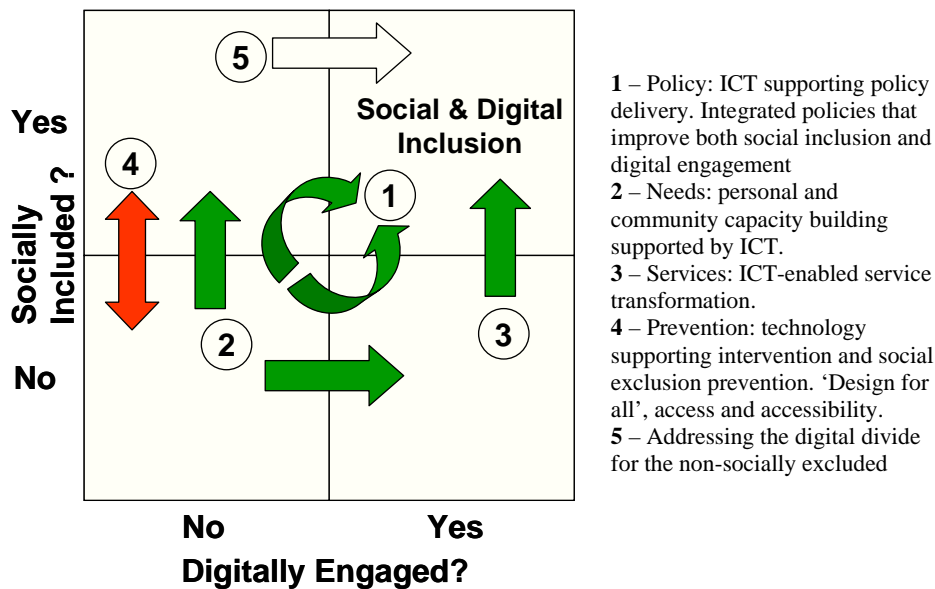 5
Social & Digital
Inclusion
Yes
4
1
Socially
Included ?
2
3
No
No
Yes
Digitally Engaged?
1 – Policy: ICT supporting policy
delivery. Integrated policies that
improve both social inclusion and
digital engagement
2 – Needs: personal and
community capacity building
supported by ICT.
3 – Services: ICT-enabled service
transformation.
4 – Prevention: technology
supporting intervention and social
exclusion prevention. ‘Design for
all’, access and accessibility.
5 – Addressing the digital divide
for the non-socially excluded